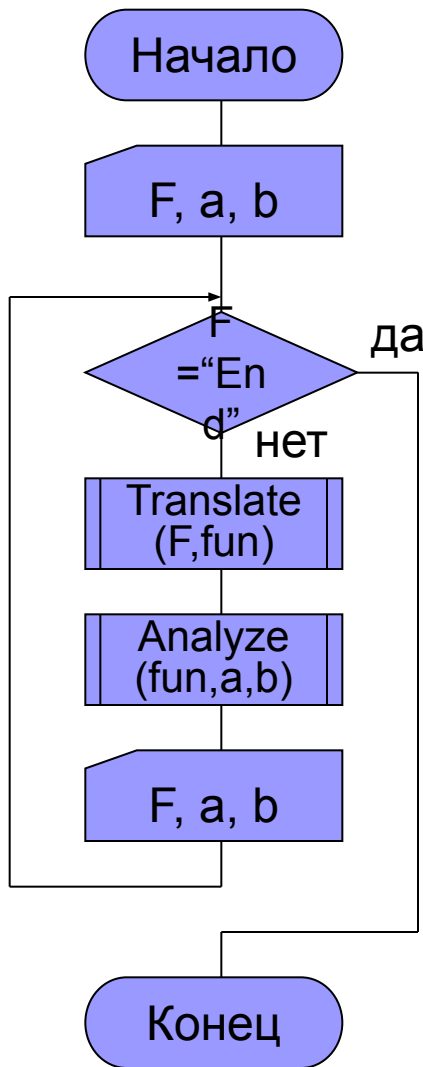 Начало
F, a, b
F
=“En
d”
да
нет
Translate
(F,fun)
Analyze
(fun,a,b)
F, a, b
Конец